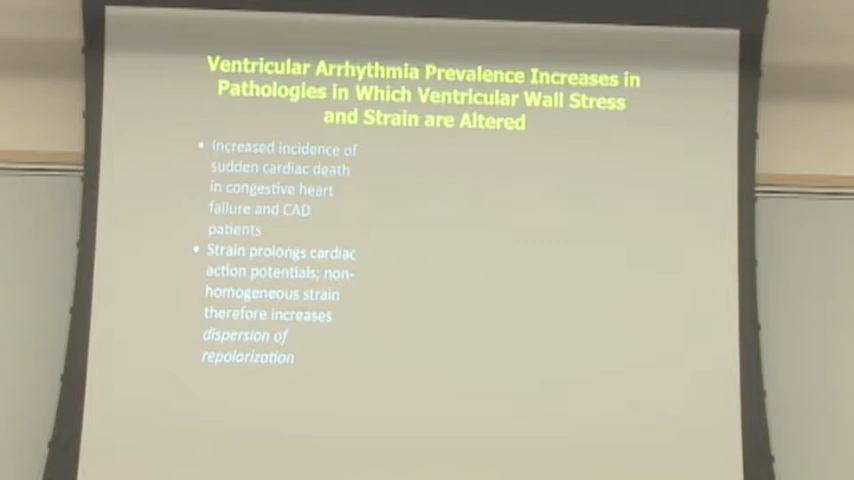 Ventricular Arrhythmia Prevalence Increases in
Pathologies in Which Ventricular Wall Stress
and Strain are Altered
• Increased incidence of
sudden cardiac death
in congestive heart
failure and CAD
patients
• Strain prolongs cardiac
action potentials; non-
homogeneous strain
therefore increases
dispersion of
repolarization